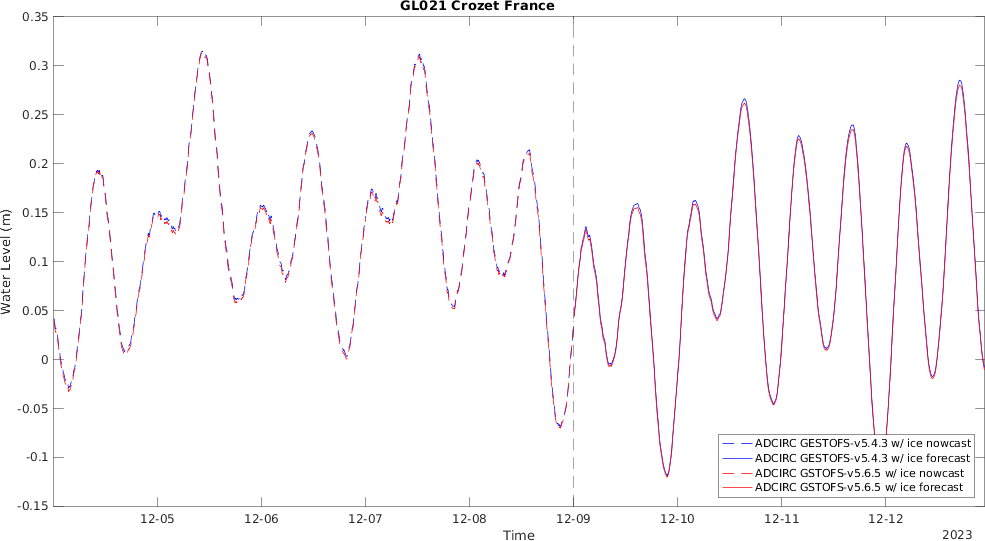 GL021 Crozet France
0.35
0.3
0.25
0.2
0.15
0.1
0.05
0
-0.05
-0.1
-0.15
Water Level (m)
ADCIRC GESTOFS-v5.4.3 w/ ice nowcast
ADCIRC GESTOFS-v5.4.3 w/ ice forecast
ADCIRC GSTOFS-v5.6.5 w/ ice nowcast
ADCIRC GSTOFS-v5.6.5 w/ ice forecast
12-05 12-06 12-07 12-08 12-09 12-10 12-11 12-12
Time
2023